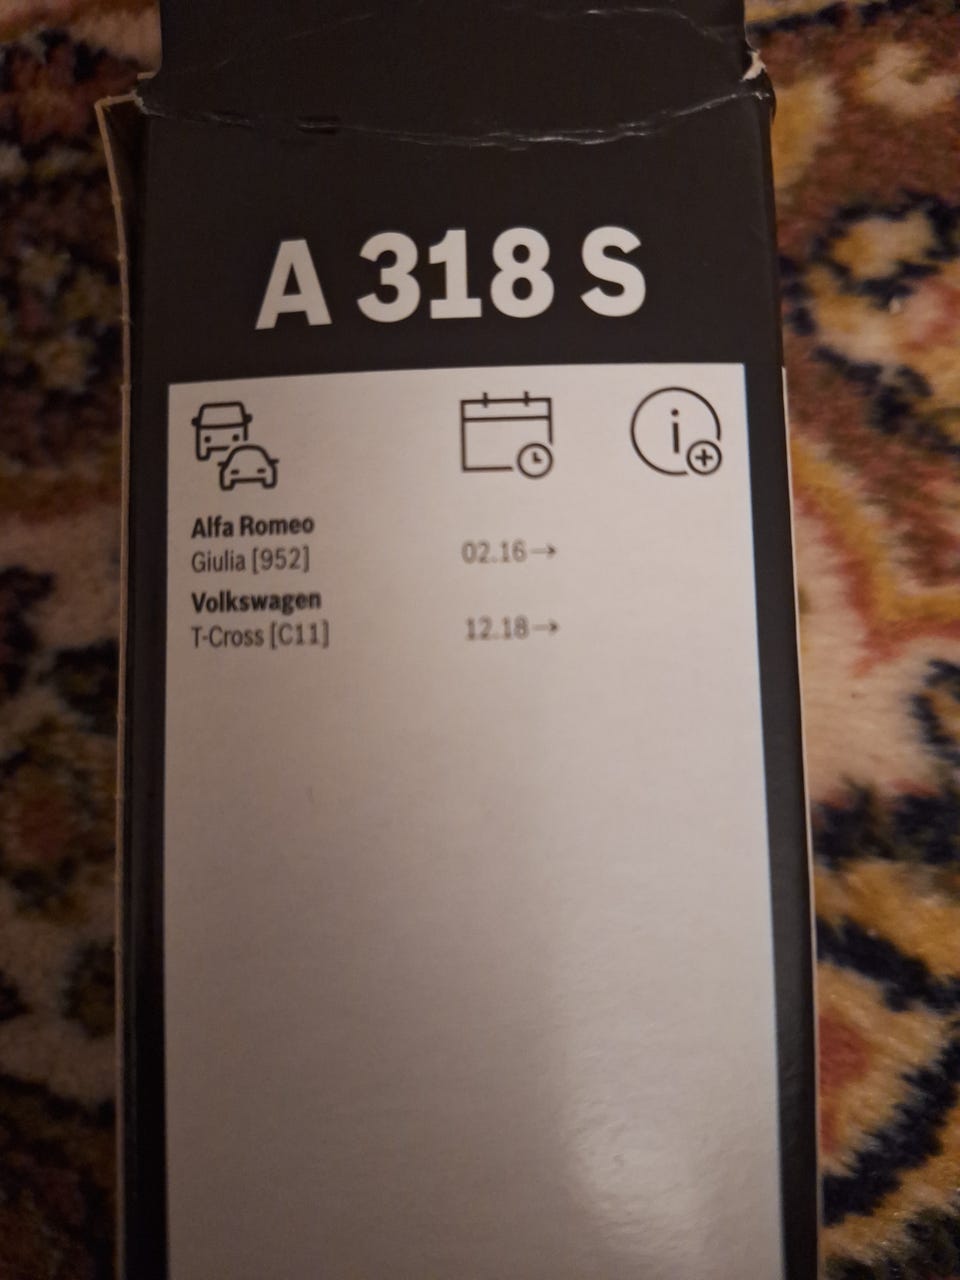 A 318 S
Alfa Romeo
Giulia [952] 02.16→
Volkswagen
T-Cross [C11] 12.18→